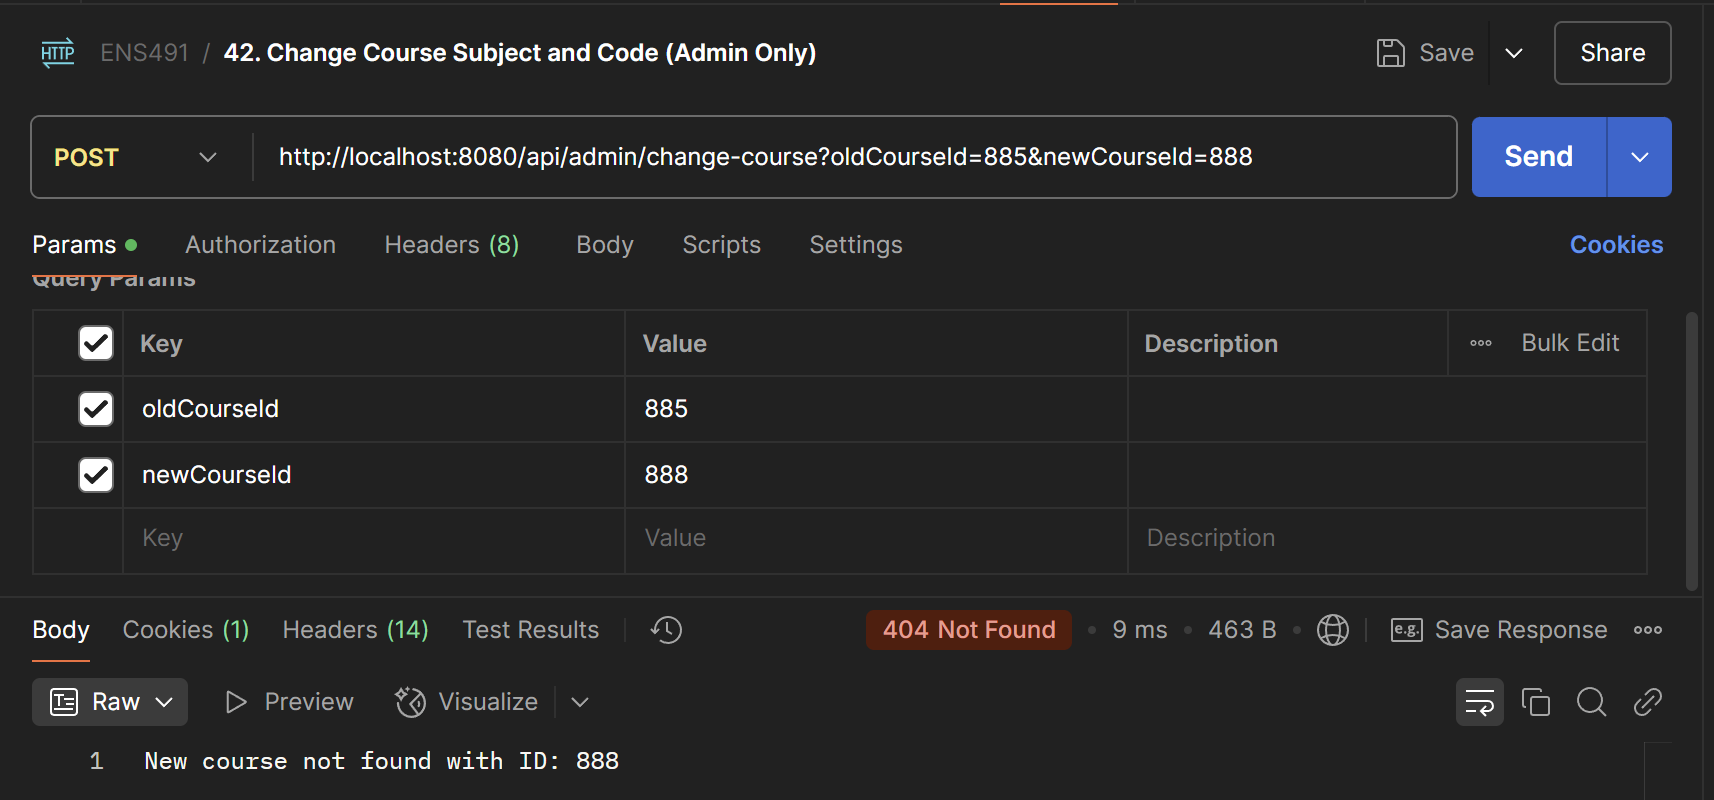 HTTP ENS491 / 42. Change Course Subject and Code (Admin Only) Save Share
POST http://localhost:8080/api/admin/change-course?oldCourseId=885&newCourseId=888 Send
Params Authorization Headers (8) Body Scripts Settings Cookies
Query Params
Key Value Description Bulk Edit
oldCourseId 885
newCourseId 888
Key Value Description
Body Cookies (1) Headers (14) Test Results 404 Not Found 9 ms 463 B e.g. Save Response
Raw Preview Visualize
1 New course not found with ID: 888